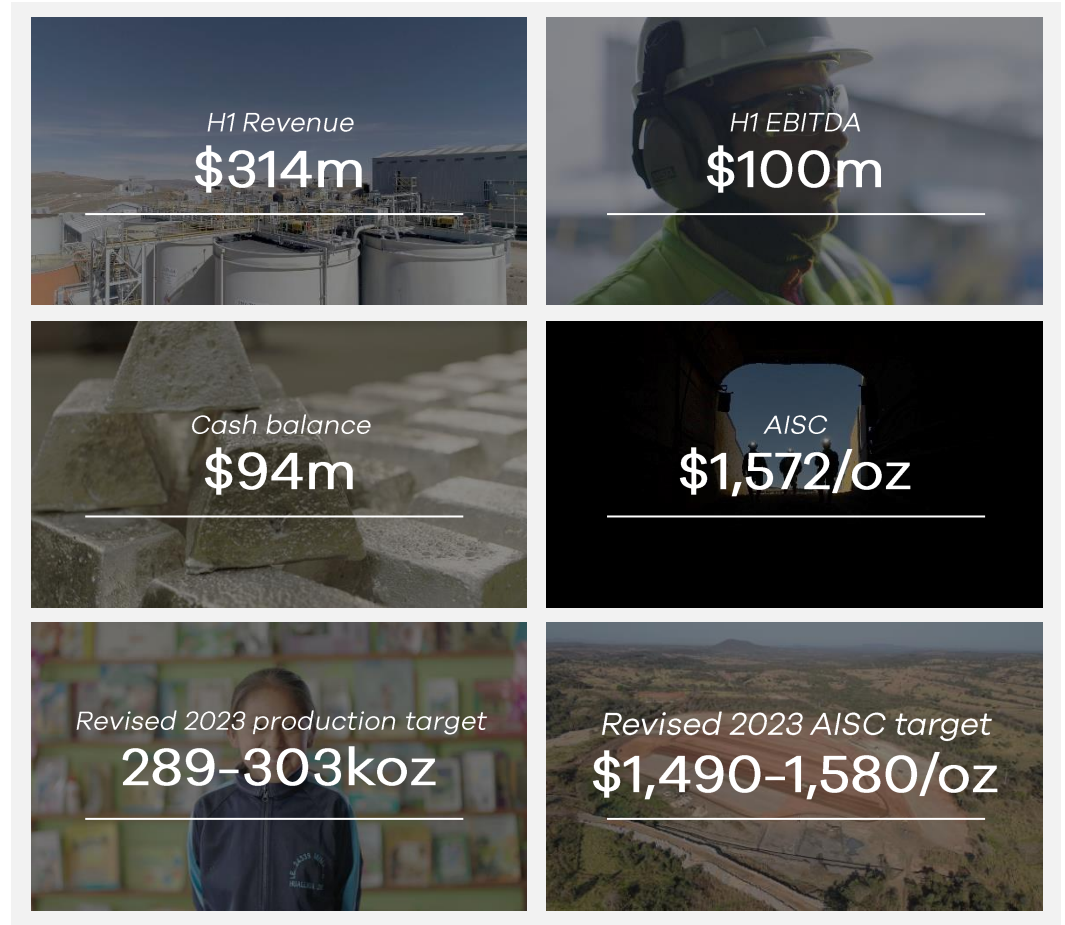 H1 Revenue
$314m
H1 EBITDA
$100m
Cash balance
$94m
AISC
$1,572/oz
Revised 2023 production target
289-303koz
Revised 2023 AISC target
$1,490-1,580/oz